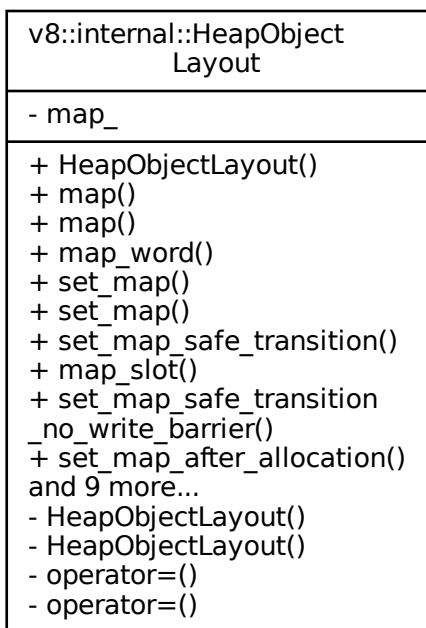 v8::internal::HeapObject
Layout
- map_
+ HeapObjectLayout()
+ map()
+ map()
+ map_word()
+ set_map()
+ set_map()
+ set_map_safe_transition()
+ map_slot()
+ set_map_safe_transition
_no_write_barrier()
+ set_map_after_allocation()
and 9 more...
- HeapObjectLayout()
- HeapObjectLayout()
- operator=()
- operator=()